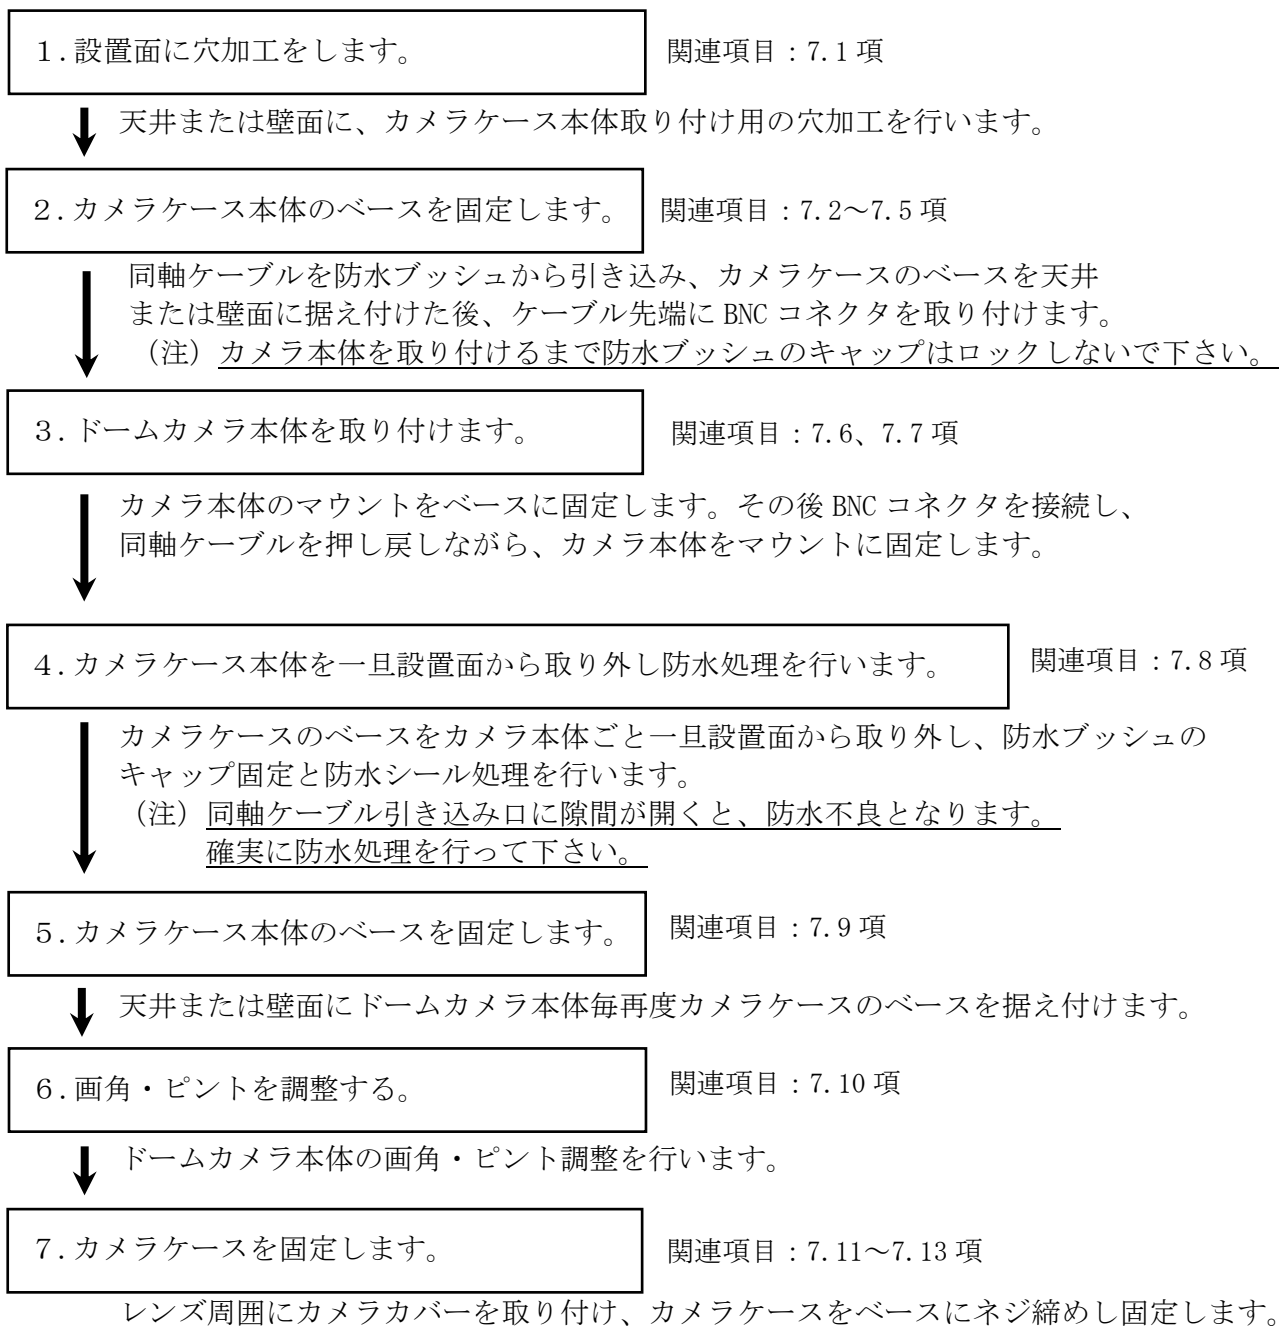 １.設置面に穴加工をします。 関連項目：7.1 項
天井または壁面に、カメラケース本体取り付け用の穴加工を行います。
２.カメラケース本体のベースを固定します。 関連項目：7.2～7.5 項
同軸ケーブルを防水ブッシュから引き込み、カメラケースのベースを天井
または壁面に据え付けた後、ケーブル先端に BNC コネクタを取り付けます。
（注）カメラ本体を取り付けるまで防水ブッシュのキャップはロックしないで下さい。
３.ドームカメラ本体を取り付けます。 関連項目：7.6、7.7 項
カメラ本体のマウントをベースに固定します。その後 BNC コネクタを接続し、
同軸ケーブルを押し戻しながら、カメラ本体をマウントに固定します。
４.カメラケース本体を一旦設置面から取り外し防水処理を行います。 関連項目：7.8 項
カメラケースのベースをカメラ本体ごと一旦設置面から取り外し、防水ブッシュの
キャップ固定と防水シール処理を行います。
（注）同軸ケーブル引き込み口に隙間が開くと、防水不良となります。
確実に防水処理を行って下さい。
５.カメラケース本体のベースを固定します。 関連項目：7.9 項
天井または壁面にドームカメラ本体毎再度カメラケースのベースを据え付けます。
６.画角・ピントを調整する。 関連項目：7.10 項
ドームカメラ本体の画角・ピント調整を行います。
７.カメラケースを固定します。 関連項目：7.11～7.13 項
レンズ周囲にカメラカバーを取り付け、カメラケースをベースにネジ締めし固定します。